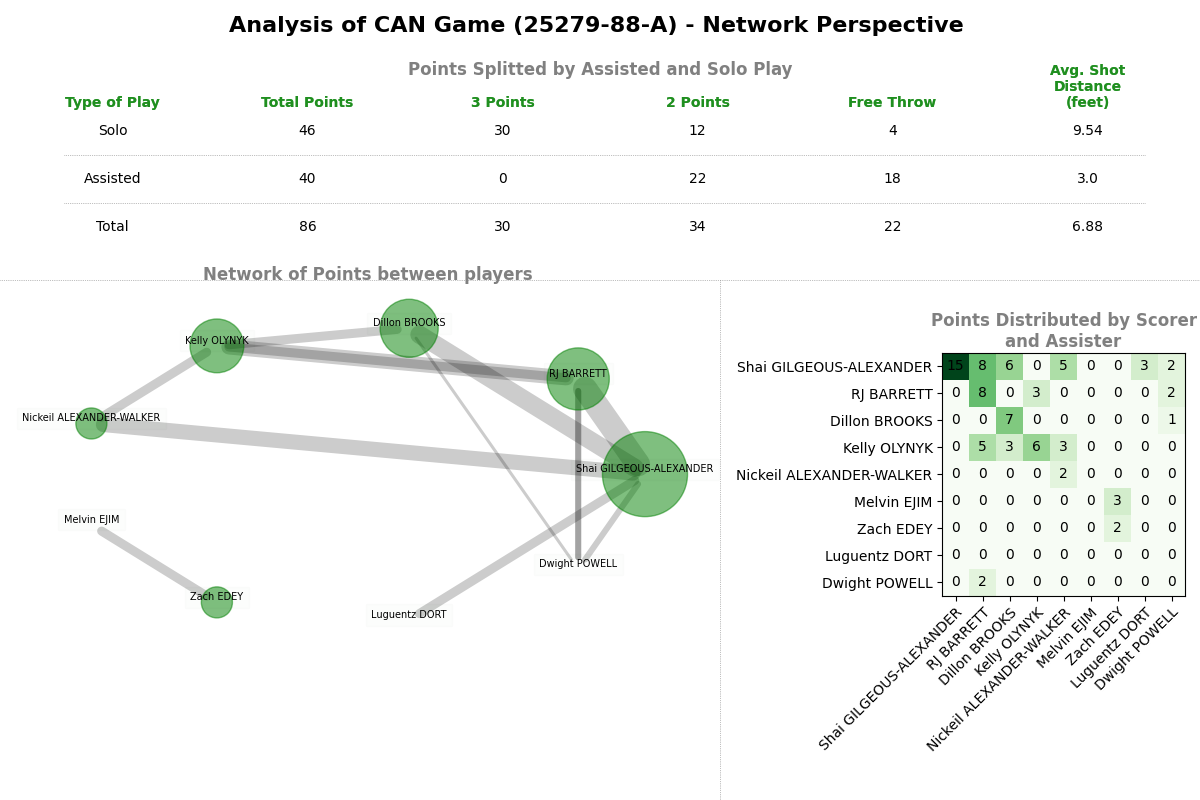 Analysis of CAN Game (25279-88-A) - Network Perspective
Points Splitted by Assisted and Solo Play
Type of Play Total Points 3 Points 2 Points Free Throw Avg. Shot
Distance
(feet)
Solo 46 30 12 4 9.54
Assisted 40 0 22 18 3.0
Total 86 30 34 22 6.88
Network of Points between players
Dillon BROOKS
Kelly OLYNYK
RJ BARRETT
Nickeil ALEXANDER-WALKER
Shai GILGEOUS-ALEXANDER
Melvin EJIM
Dwight POWELL
Zach EDEY
Luguentz DORT
Points Distributed by Scorer
and Assister
Shai GILGEOUS-ALEXANDER 15 8 6 0 5 0 0 3 2
RJ BARRETT 0 8 0 3 0 0 0 0 2
Dillon BROOKS 0 0 7 0 0 0 0 0 1
Kelly OLYNYK 0 5 3 6 3 0 0 0 0
Nickeil ALEXANDER-WALKER 0 0 0 0 2 0 0 0 0
Melvin EJIM 0 0 0 0 0 0 3 0 0
Zach EDEY 0 0 0 0 0 0 2 0 0
Luguentz DORT 0 0 0 0 0 0 0 0 0
Dwight POWELL 0 2 0 0 0 0 0 0 0
Shai GILGEOUS-ALEXANDER
RJ BARRETT
Dillon BROOKS
Kelly OLYNYK
Nickeil ALEXANDER-WALKER
Melvin EJIM
Zach EDEY
Luguentz DORT
Dwight POWELL